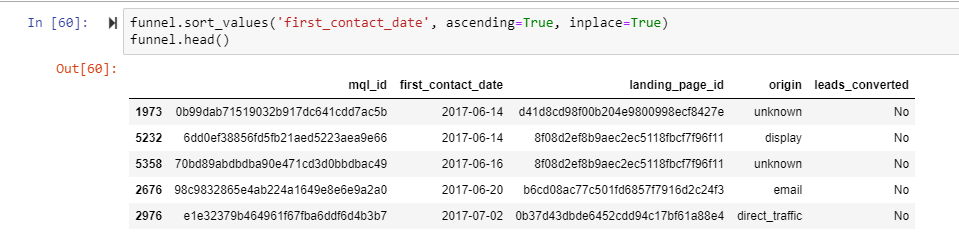 In [60]: funnel.sort_values('first_contact_date', ascending=True, inplace=True)
funnel.head()
Out[60]:
mql_id first_contact_date landing_page_id origin leads_converted
1973 0b99dab71519032b917dc641cdd7ac5b 2017-06-14 d41d8cd98f00b204e9800998ecf8427e unknown No
5232 6dd0ef38856fd5fb21aed5223aea9e66 2017-06-14 8f08d2ef8b9aec2ec5118fbcf7f96f11 display No
5358 70bd89abdbdba90e471cd3d0bbdbac49 2017-06-16 8f08d2ef8b9aec2ec5118fbcf7f96f11 unknown No
2676 98c9832865e4ab224a1649e8e6e9a2a0 2017-06-20 b6cd08ac77c501fd6857f7916d2c24f3 email No
2976 e1e32379b464961f67fba6ddf6d4b3b7 2017-07-02 0b37d43dbde6452cdd94c17bf61a88e4 direct_traffic No